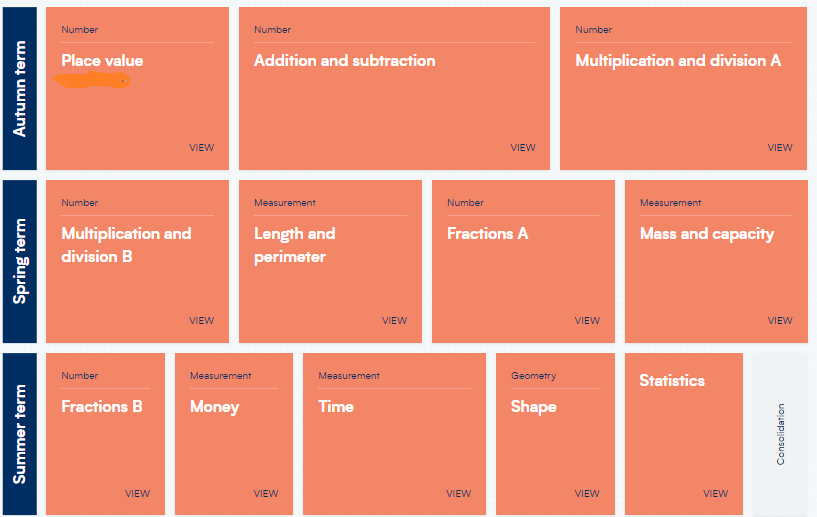 Autumn term
Number
Place value
VIEW
Number
Addition and subtraction
VIEW
Number
Multiplication and division A
VIEW
Spring term
Number
Multiplication and
division B
VIEW
Measurement
Length and
perimeter
VIEW
Number
Fractions A
VIEW
Measurement
Mass and capacity
VIEW
Summer term
Number
Fractions B
VIEW
Measurement
Money
VIEW
Measurement
Time
VIEW
Geometry
Shape
VIEW
Statistics
VIEW
Consolidation